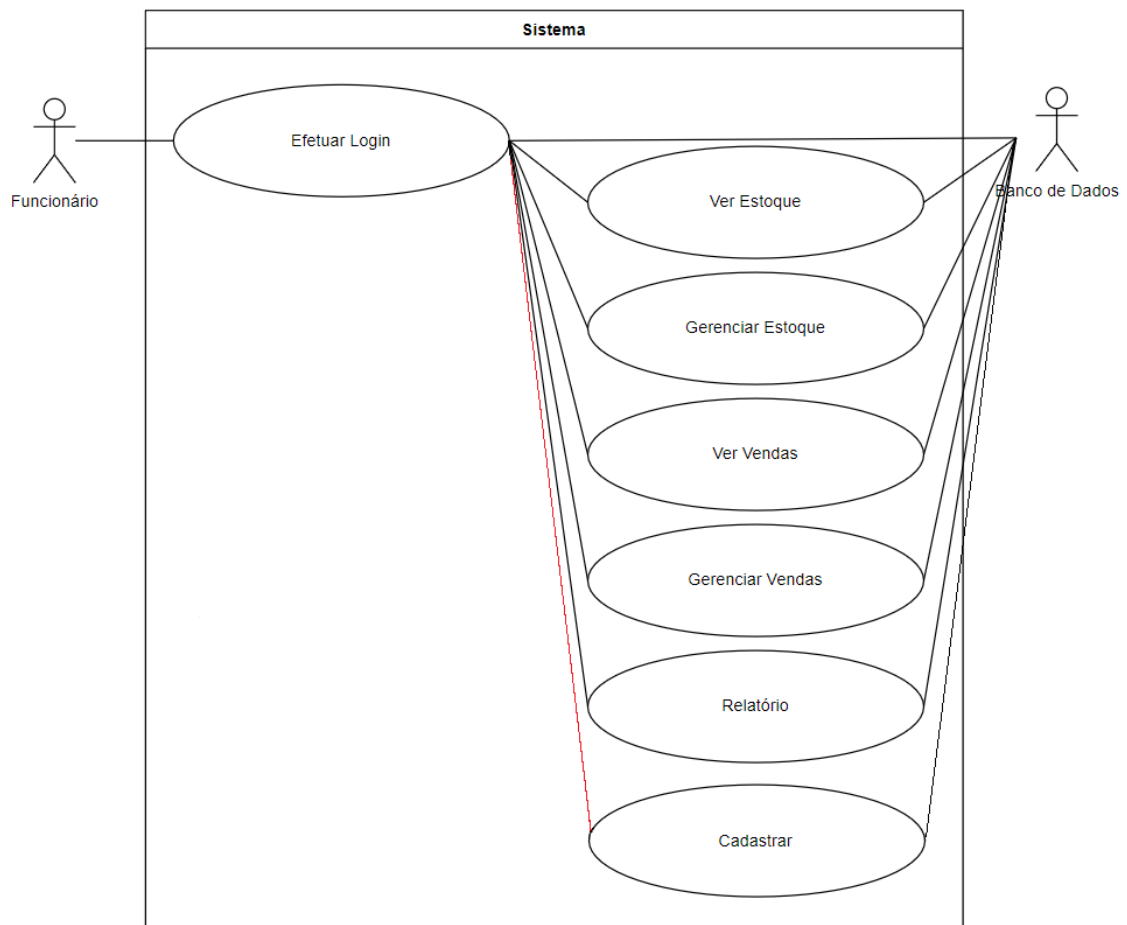 Sistema
Efetuar Login
Funcionário
Ver Estoque
Banco de Dados
Gerenciar Estoque
Ver Vendas
Gerenciar Vendas
Relatório
Cadastrar